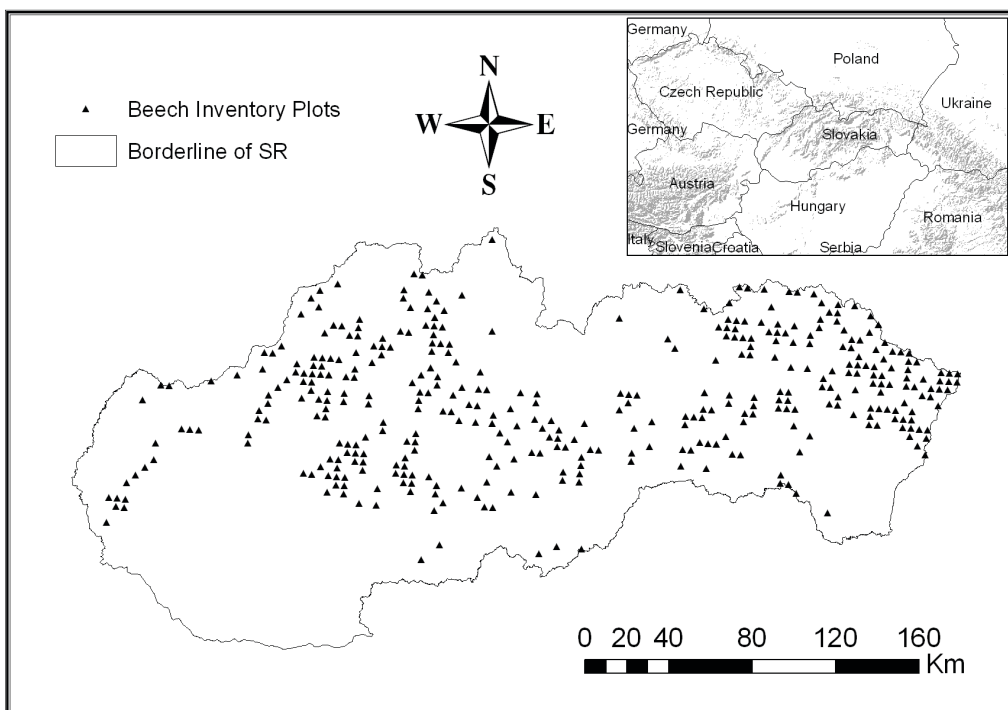 Beech Inventory Plots
Borderline of SR
N
W E
S
Germany
Poland
Czech Republic
Ukraine
Germany
Slovakia
Austria
Hungary
Romania
Italy
Slovenia Croatia
Serbia
0 20 40 80 120 160
Km